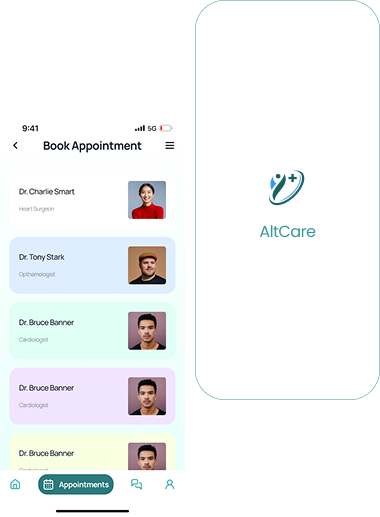 9:41
5G
Book Appointment
Dr. Charlie Smart
Heart Surgeon
Dr. Tony Stark
Opthamologist
Dr. Bruce Banner
Cardiologist
Dr. Bruce Banner
Cardiologist
Dr. Bruce Banner
Cardiologist
Appointments
AltCare